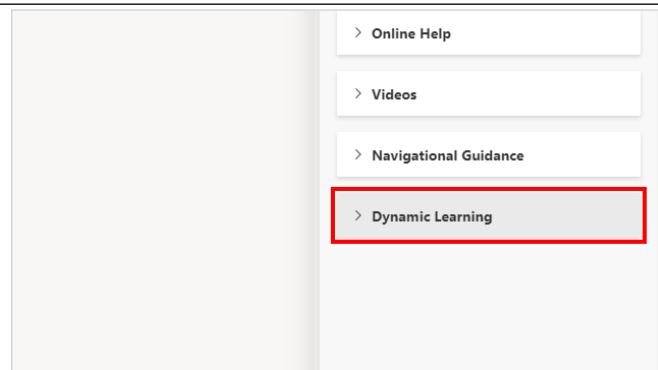 Online Help
Videos
Navigational Guidance
Dynamic Learning